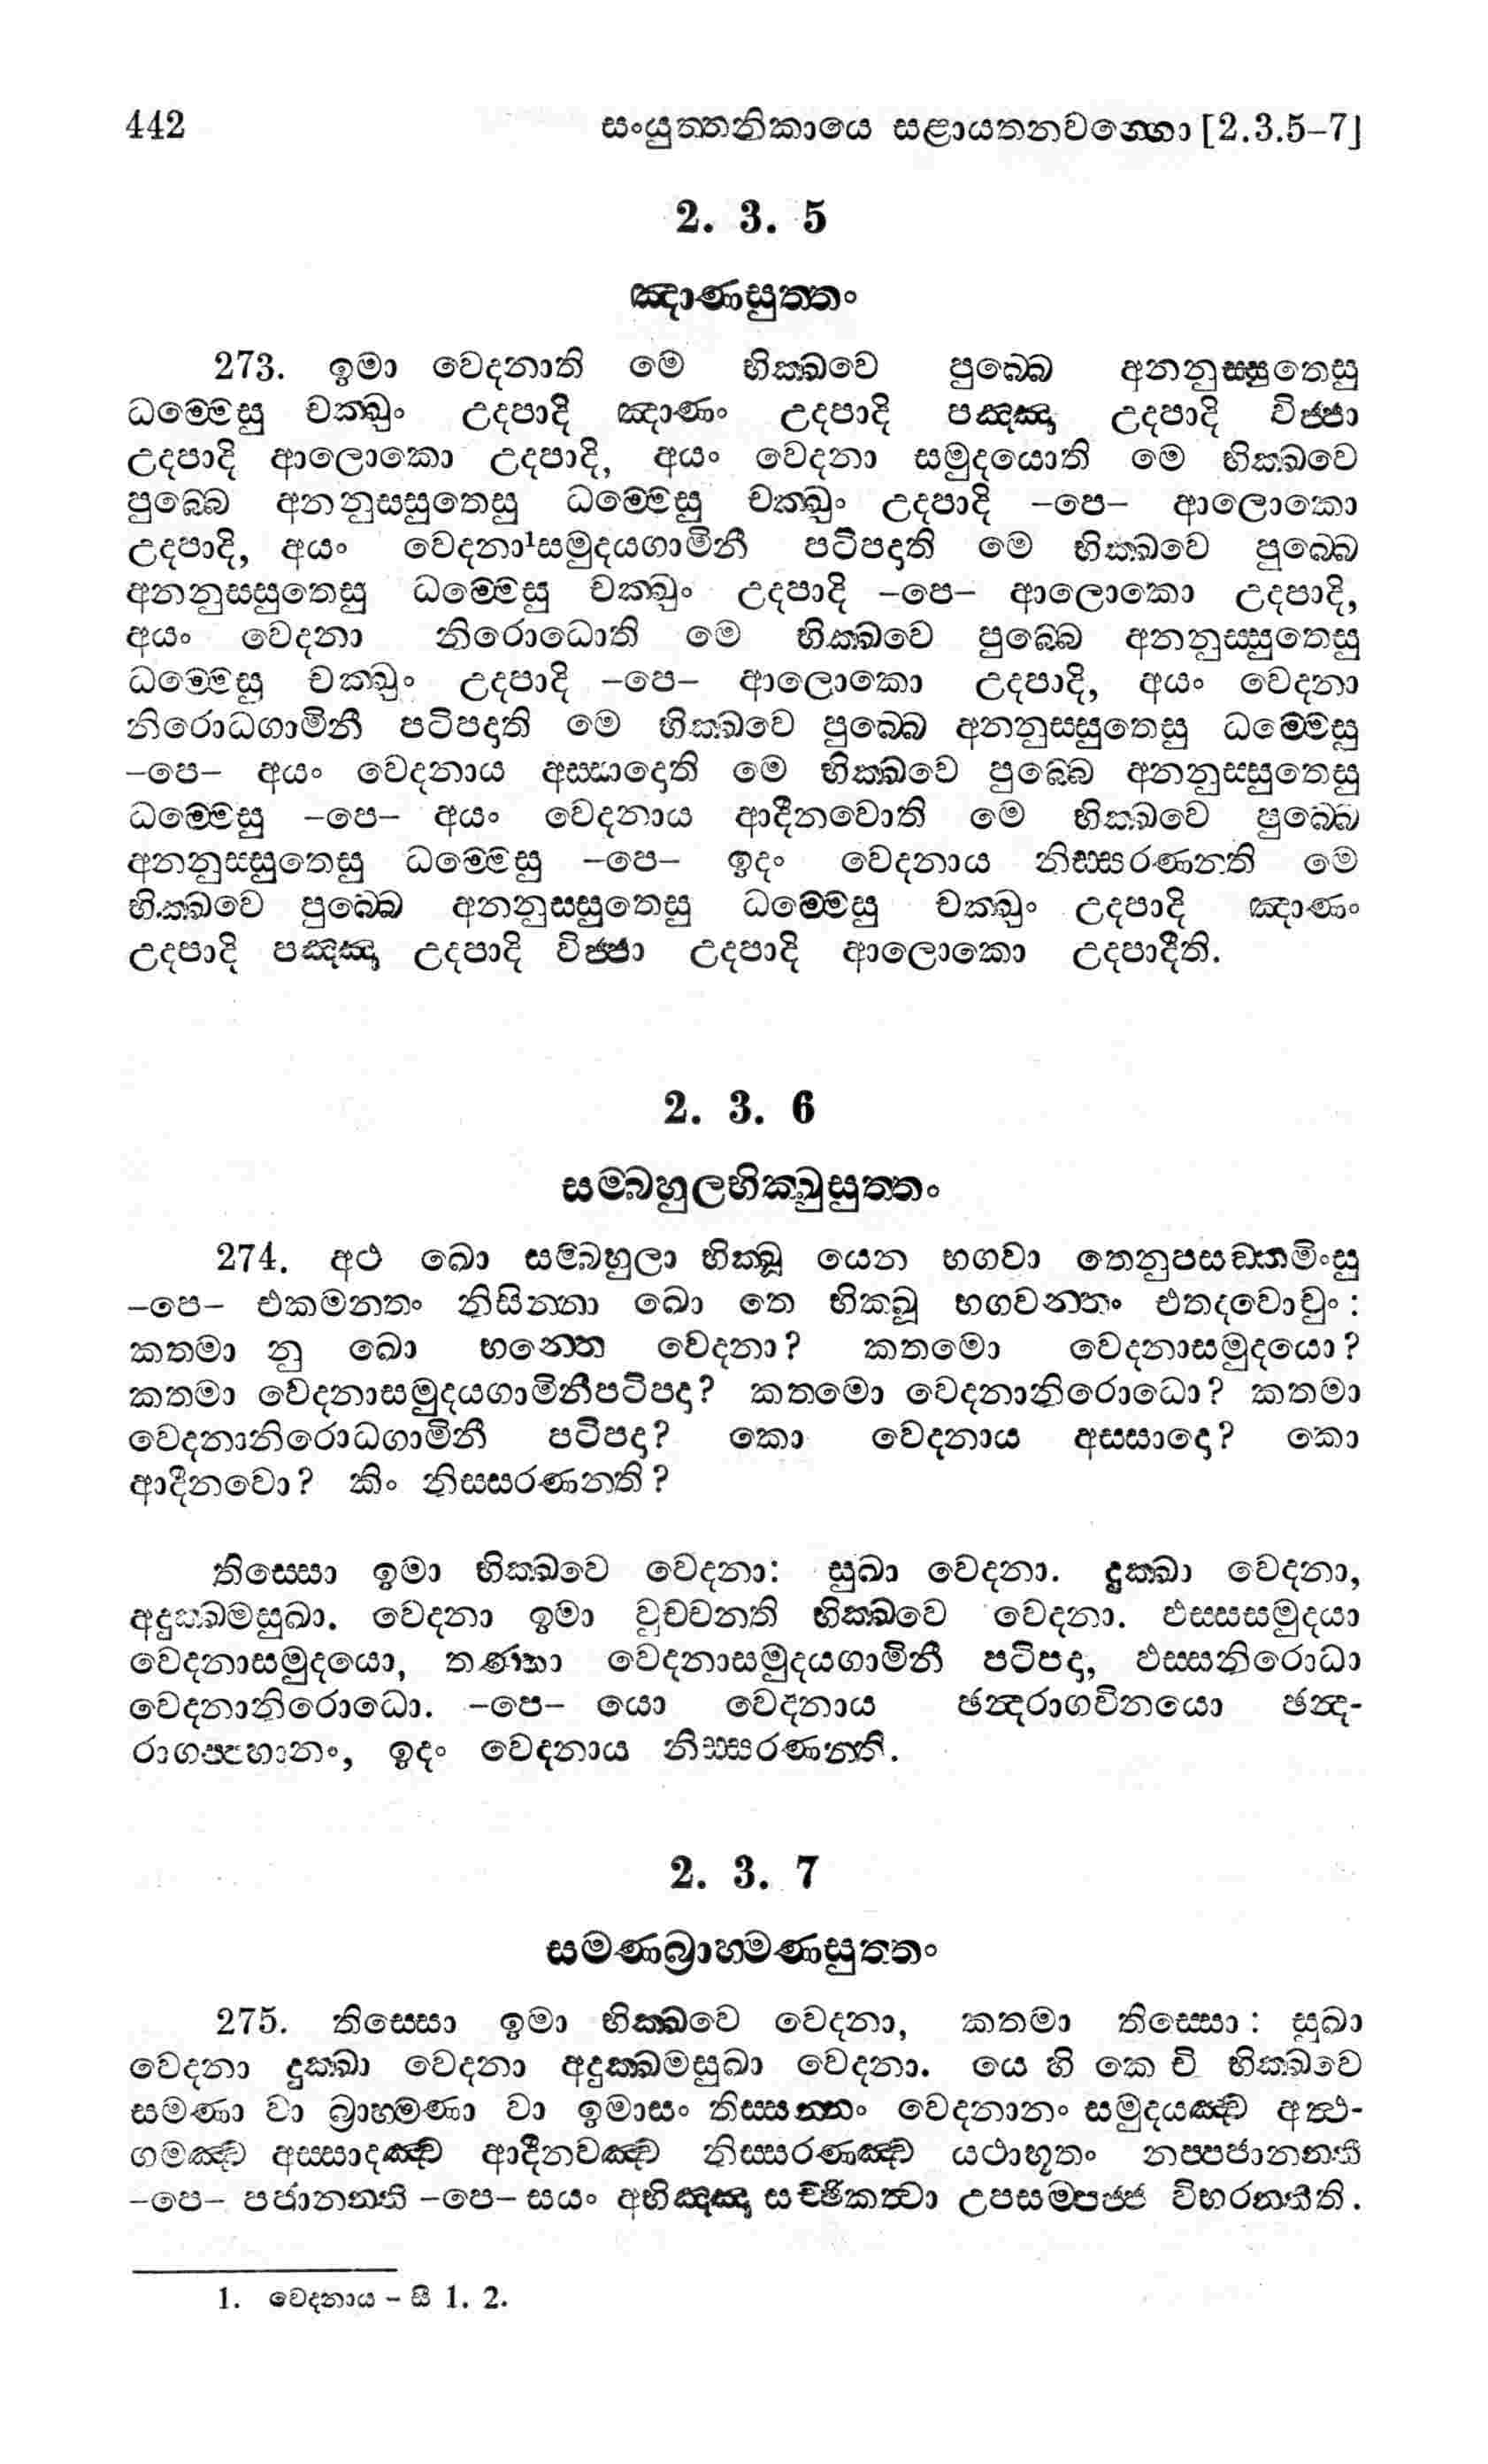 442 සංයුත්තනිකායෙ සළායතනවග්ගො [2.3.5–7]
2. 3. 5
ඤාණසුත්තං
273. ඉමා වෙදනාති මෙ භික්ඛවෙ පුබ්බෙ අනනුස්සුතෙසු
ධම්මෙසු චක්ඛුං උදපාදි ඤාණං උදපාදි පඤ්ඤා උදපාදි විජ්ජා
උදපාදි ආලොකො උදපාදි, අයං වෙදනා සමුදයොති මෙ භික්ඛවෙ
පුබ්බෙ අනනුස්සුතෙසු ධම්මෙසු චක්ඛුං උදපාදි –පෙ– ආලොකො
උදපාදි, අයං වෙදනා¹සමුදයගාමිනී පටිපදාති මෙ භික්ඛවෙ පුබ්බෙ
අනනුස්සුතෙසු ධම්මෙසු චක්ඛුං උදපාදි –පෙ– ආලොකො උදපාදි,
අයං වෙදනා නිරොධොති මෙ භික්ඛවෙ පුබ්බෙ අනනුස්සුතෙසු
ධම්මෙසු චක්ඛුං උදපාදි –පෙ– ආලොකො උදපාදි, අයං වෙදනා
නිරොධගාමිනී පටිපදාති මෙ භික්ඛවෙ පුබ්බෙ අනනුස්සුතෙසු ධම්මෙසු
–පෙ– අයං වෙදනාය අස්සාදොති මෙ භික්ඛවෙ පුබ්බෙ අනනුස්සුතෙසු
ධම්මෙසු –පෙ– අයං වෙදනාය ආදීනවොති මෙ භික්ඛවෙ පුබ්බෙ
අනනුස්සුතෙසු ධම්මෙසු –පෙ– ඉදං වෙදනාය නිස්සරණන්ති මෙ
භික්ඛවෙ පුබ්බෙ අනනුස්සුතෙසු ධම්මෙසු චක්ඛුං උදපාදි ඤාණං
උදපාදි පඤ්ඤා උදපාදි විජ්ජා උදපාදි ආලොකො උදපාදීති.
2. 3. 6
සම්බහුලභික්ඛුසුත්තං
274. අථ ඛො සම්බහුලා භික්ඛූ යෙන භගවා තෙනුපසඞ්කමිංසු
–පෙ– එකමන්තං නිසින්නා ඛො තෙ භික්ඛූ භගවන්තං එතදවොචුං :
කතමා නු ඛො භන්තෙ වෙදනා? කතමො වෙදනාසමුදයො?
කතමා වෙදනාසමුදයගාමිනීපටිපදා? කතමො වෙදනානිරොධො? කතමා
වෙදනානිරොධගාමිනී පටිපදා? කො වෙදනාය අස්සාදො? කො
ආදීනවො? කිං නිස්සරණන්ති?
තිස්සො ඉමා භික්ඛවෙ වෙදනා: සුඛා වෙදනා. දුක්ඛා වෙදනා,
අදුක්ඛමසුඛා. වෙදනා ඉමා වුච්චන්ති භික්ඛවෙ වෙදනා. ඵස්සසමුදයා
වෙදනාසමුදයො, තණ්හා වෙදනාසමුදයගාමිනී පටිපදා, ඵස්සනිරොධා
වෙදනානිරොධො. –පෙ– යො වෙදනාය ඡන්දරාගවිනයො ඡන්ද-
රාගප්පහානං, ඉදං වෙදනාය නිස්සරණන්ති.
2. 3. 7
සමණබ්‍රාහ්මණසුත්තං
275. තිස්සො ඉමා භික්ඛවෙ වෙදනා, කතමා තිස්සො : සුඛා
වෙදනා දුක්ඛා වෙදනා අදුක්ඛමසුඛා වෙදනා. යෙ හි කෙ චි භික්ඛවෙ
සමණා වා බ්‍රාහ්මණා වා ඉමාසං තිස්සන්නං වෙදනානං සමුදයඤ්ච අත්ථ-
ගමඤ්ච අස්සාදඤ්ච ආදීනවඤ්ච නිස්සරණඤ්ච යථාභූතං නප්පජානන්ති
–පෙ– පජානන්ති –පෙ– සයං අභිඤ්ඤා සච්ඡිකත්වා උපසම්පජ්ජ විහරන්තීති.
1. වෙදනාය – සී 1. 2.